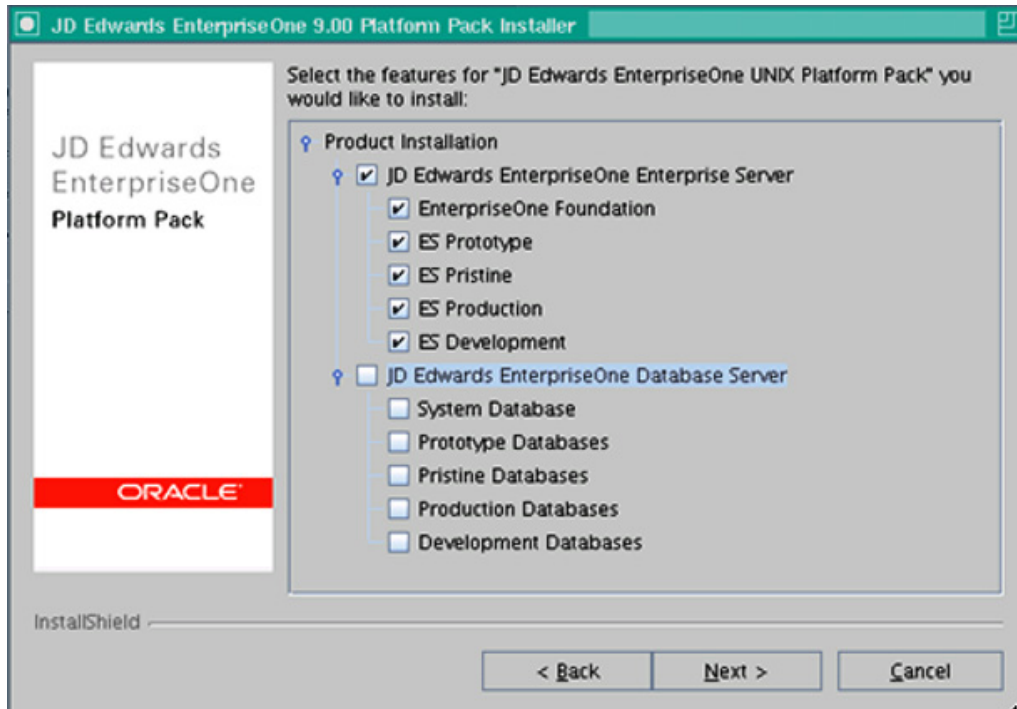 JD Edwards EnterpriseOne 9.00 Platform Pack Installer
JD Edwards
EnterpriseOne
Platform Pack
ORACLE
Select the features for "JD Edwards EnterpriseOne UNIX Platform Pack" you
would like to install:
Product Installation
JD Edwards EnterpriseOne Enterprise Server
EnterpriseOne Foundation
ES Prototype
ES Pristine
ES Production
ES Development
JD Edwards EnterpriseOne Database Server
System Database
Prototype Databases
Pristine Databases
Production Databases
Development Databases
InstallShield
< Back
Next >
Cancel